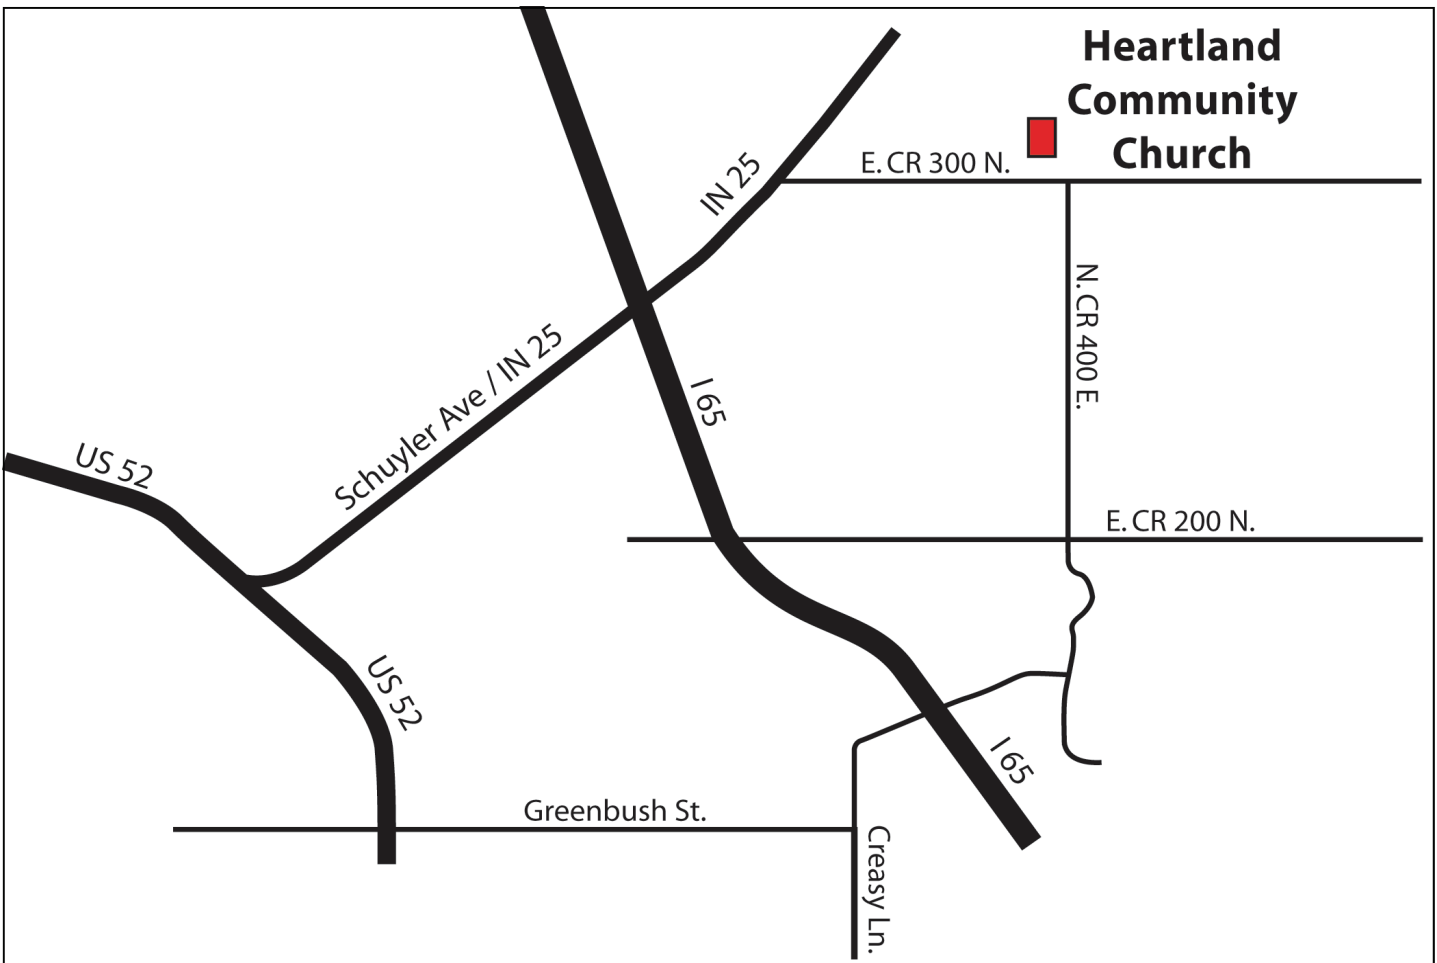 Heartland
Community
Church
E. CR 300 N.
IN 25
N. CR 400 E.
Schuyler Ave / IN 25
I 65
US 52
E. CR 200 N.
US 52
I 65
Greenbush St.
Creasy Ln.